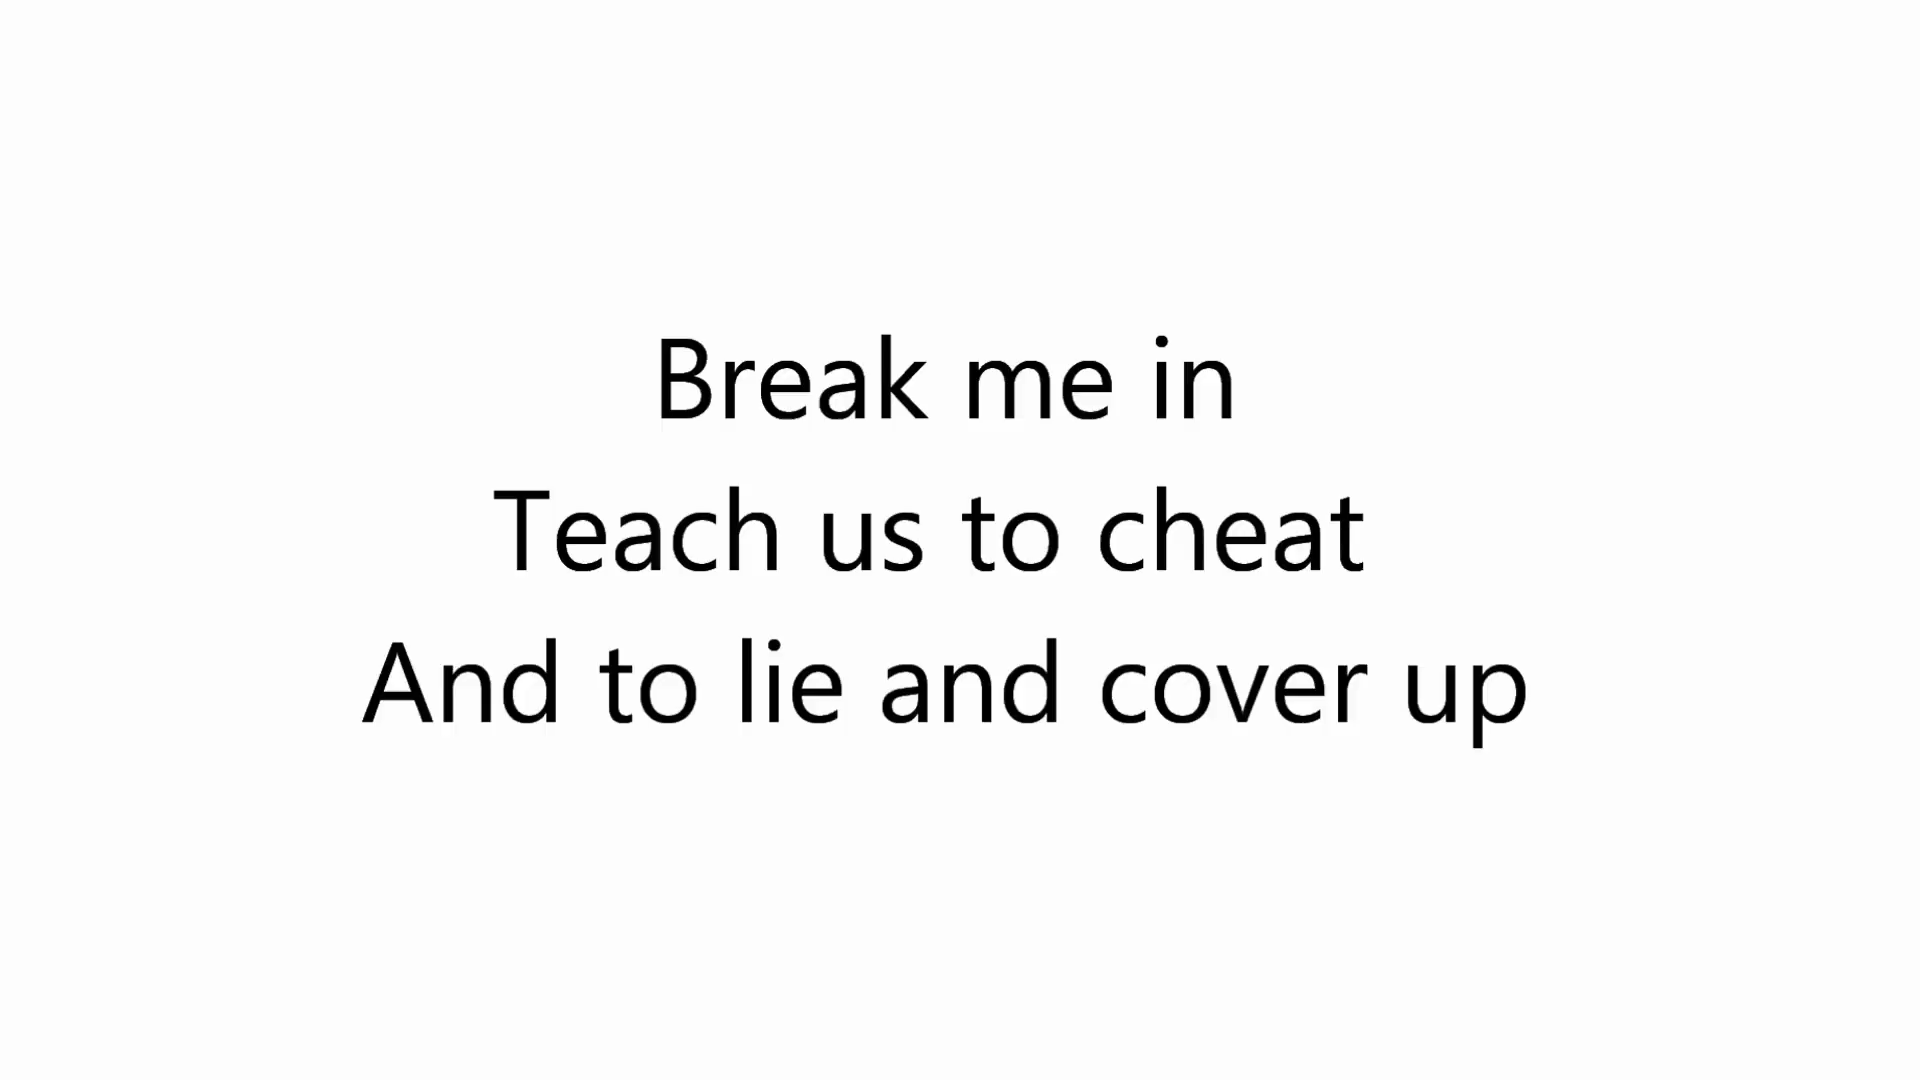 Break me in
Teach us to cheat
And to lie and cover up